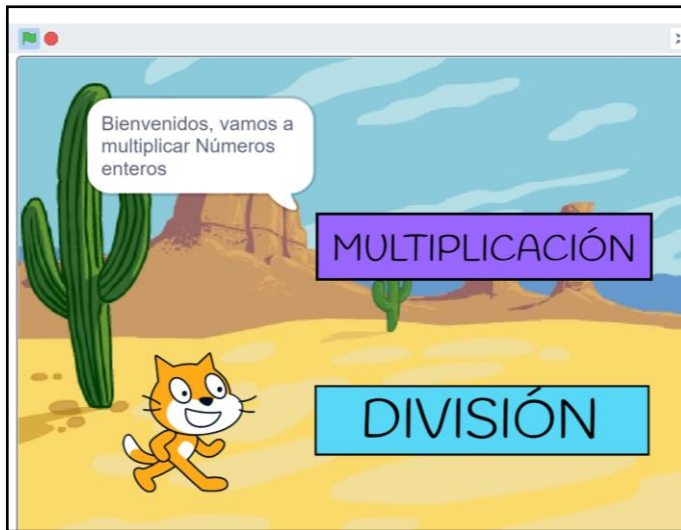 Bienvenidos, vamos a
multiplicar Números
enteros
MULTIPLICACIÓN
DIVISIÓN